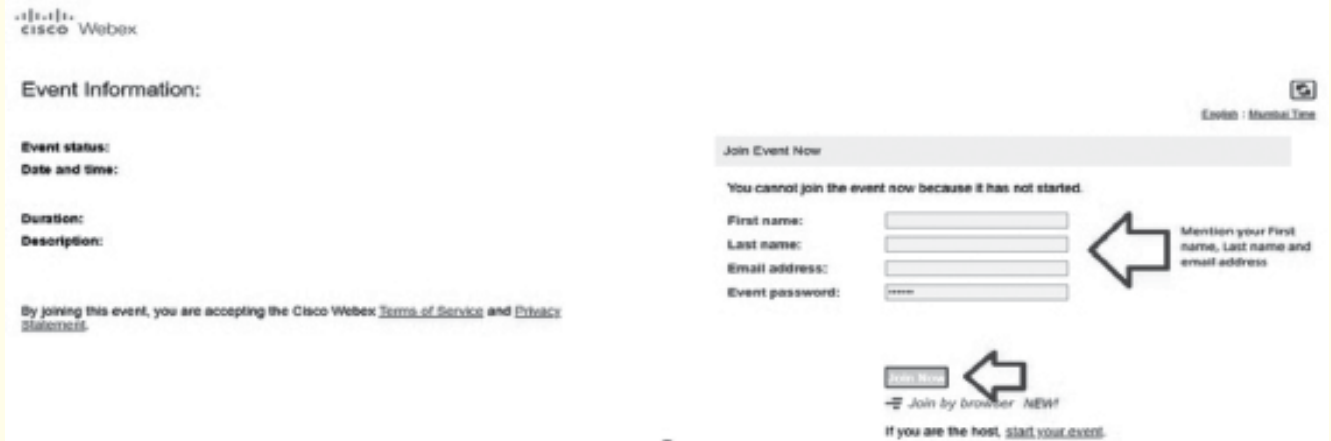 cisco Webex
Event Information:
English : Mumbai Time
Event status:
Date and time:
Duration:
Description:
By joining this event, you are accepting the Cisco Webex Terms of Service and Privacy
Statement.
Join Event Now
You cannot join the event now because it has not started.
First name:
Last name:
Email address:
Event password:
Mention your First
name, Last name and
email address
Join Now
Join by browser NEW!
If you are the host, start your event.